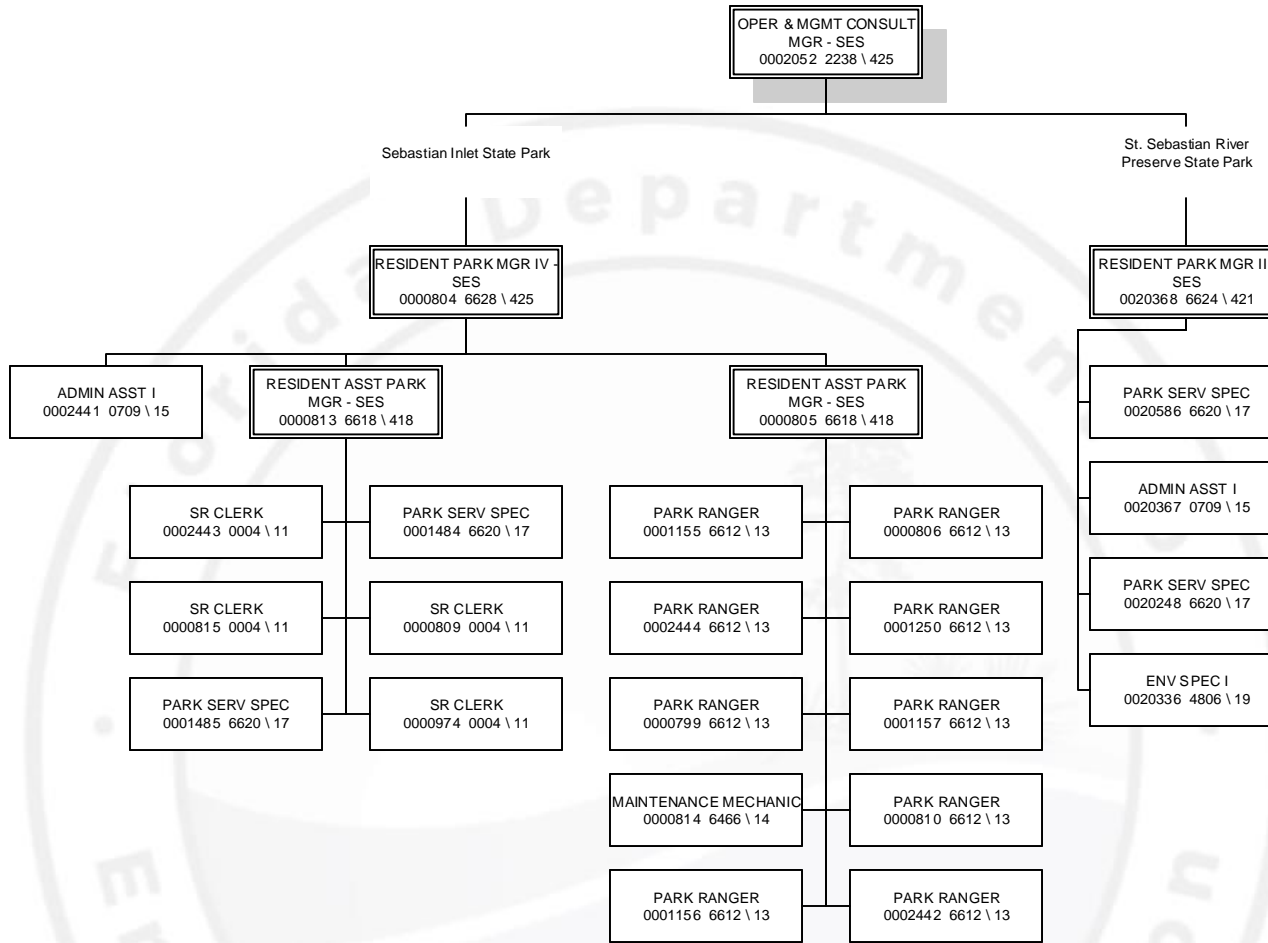 OPER & MGMT CONSULT
MGR - SES
0002052 2238 \ 425
Sebastian Inlet State Park
St. Sebastian River
Preserve State Park
RESIDENT PARK MGR IV -
SES
0000804 6628 \ 425
RESIDENT PARK MGR II
SES
0020368 6624 \ 421
ADMIN ASST I
0002441 0709 \ 15
RESIDENT ASST PARK
MGR - SES
0000813 6618 \ 418
RESIDENT ASST PARK
MGR - SES
0000805 6618 \ 418
PARK SERV SPEC
0020586 6620 \ 17
SR CLERK
0002443 0004 \ 11
PARK SERV SPEC
0001484 6620 \ 17
PARK RANGER
0001155 6612 \ 13
PARK RANGER
0000806 6612 \ 13
ADMIN ASST I
0020367 0709 \ 15
SR CLERK
0000815 0004 \ 11
SR CLERK
0000809 0004 \ 11
PARK RANGER
0002444 6612 \ 13
PARK RANGER
0001250 6612 \ 13
PARK SERV SPEC
0020248 6620 \ 17
PARK SERV SPEC
0001485 6620 \ 17
SR CLERK
0000974 0004 \ 11
PARK RANGER
0000799 6612 \ 13
PARK RANGER
0001157 6612 \ 13
ENV SPEC I
0020336 4806 \ 19
MAINTENANCE MECHANIC
0000814 6466 \ 14
PARK RANGER
0000810 6612 \ 13
PARK RANGER
0001156 6612 \ 13
PARK RANGER
0002442 6612 \ 13
Florida Department